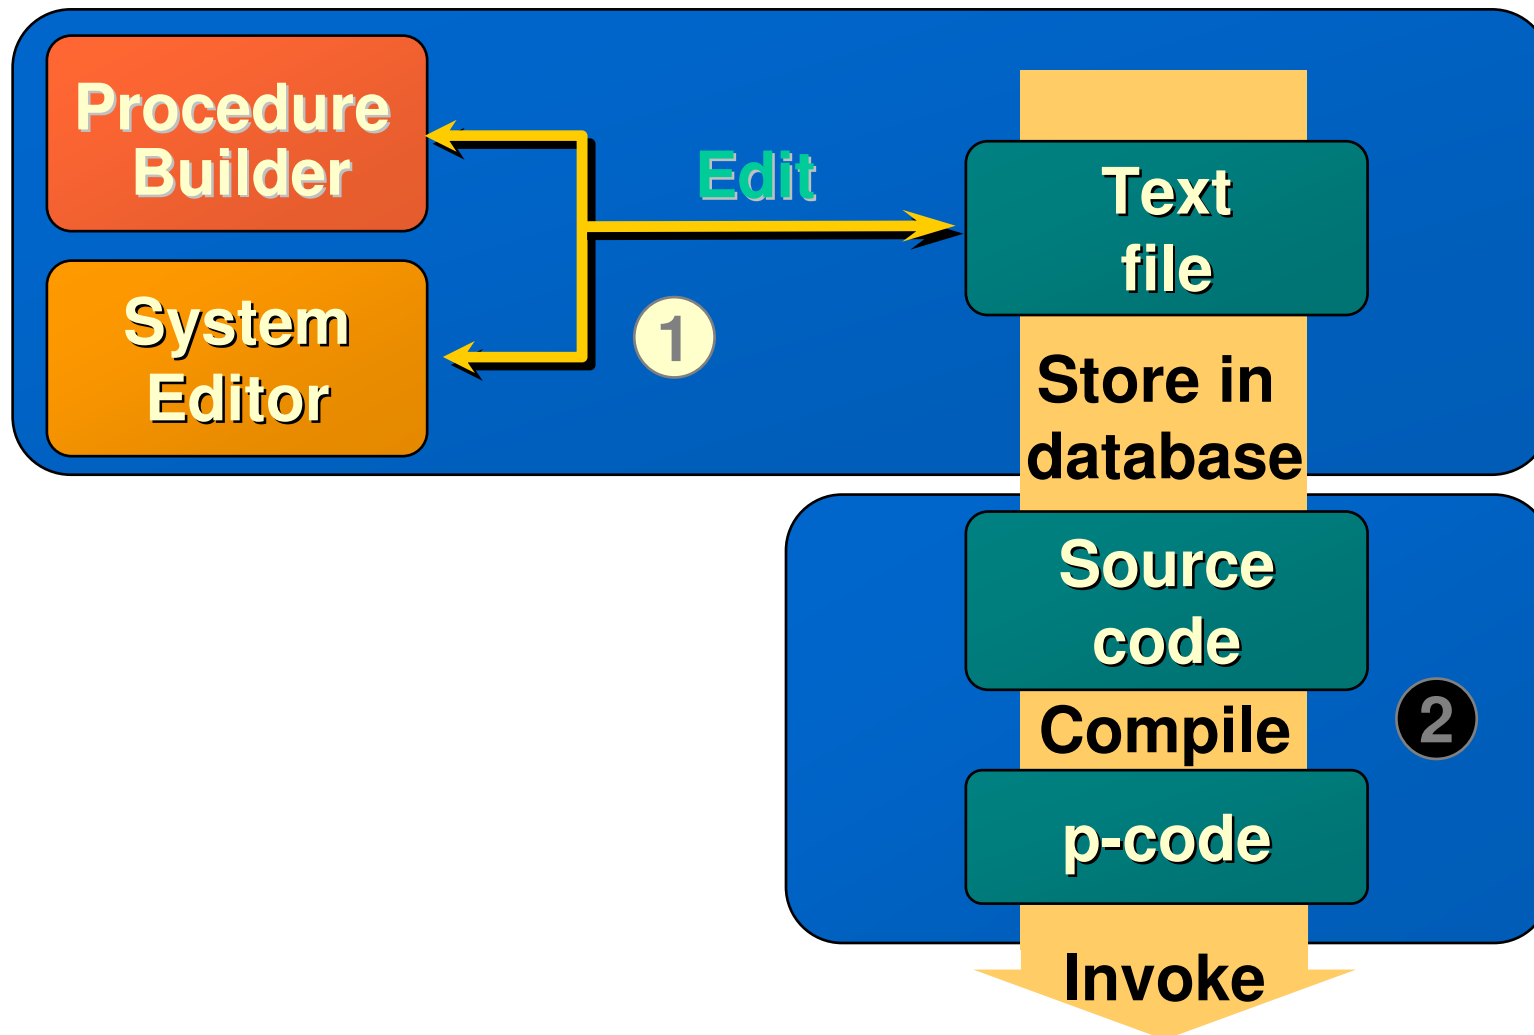 Procedure
Builder
Edit
Text
file
System
Editor
1
Store in
database
Source
code
Compile
2
p-code
Invoke